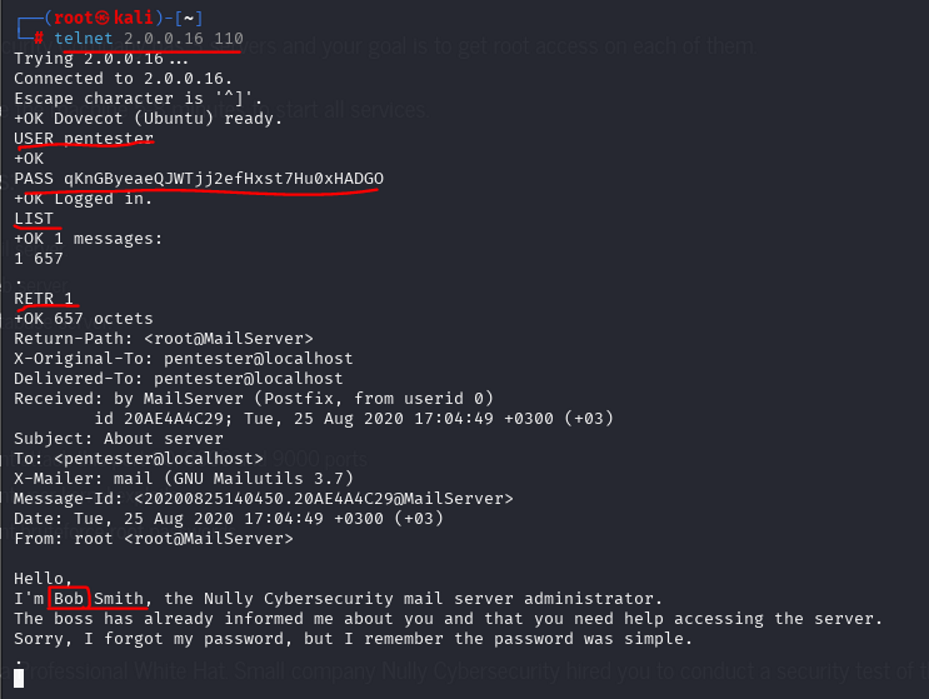 ┌──(root㉿kali)-[~]
└─# telnet 2.0.0.16 110
Trying 2.0.0.16...
Connected to 2.0.0.16.
Escape character is '^]'.
+OK Dovecot (Ubuntu) ready.
USER pentester
+OK
PASS qKnGByeaeQJWTjj2efHxst7Hu0xHADGO
+OK Logged in.
LIST
+OK 1 messages:
1 657
.
RETR 1
+OK 657 octets
Return-Path: <root@MailServer>
X-Original-To: pentester@localhost
Delivered-To: pentester@localhost
Received: by MailServer (Postfix, from userid 0)
        id 20AE4A4C29; Tue, 25 Aug 2020 17:04:49 +0300 (+03)
Subject: About server
To: <pentester@localhost>
X-Mailer: mail (GNU Mailutils 3.7)
Message-Id: <20200825140450.20AE4A4C29@MailServer>
Date: Tue, 25 Aug 2020 17:04:49 +0300 (+03)
From: root <root@MailServer>

Hello,
I'm Bob Smith, the Nully Cybersecurity mail server administrator.
The boss has already informed me about you and that you need help accessing the server.
Sorry, I forgot my password, but I remember the password was simple.
.